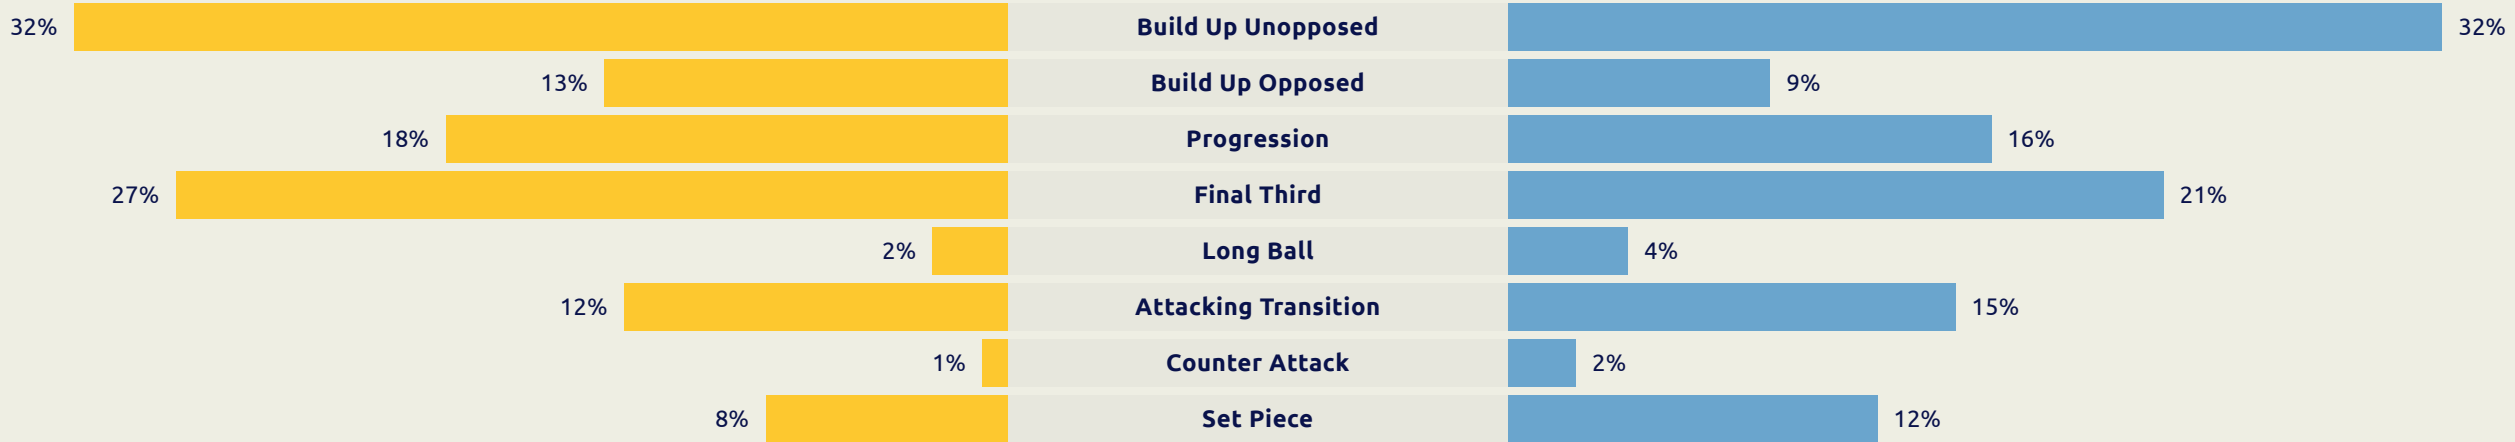 32% Build Up Unopposed 32%
13% Build Up Opposed 9%
18% Progression 16%
27% Final Third 21%
2% Long Ball 4%
12% Attacking Transition 15%
1% Counter Attack 2%
8% Set Piece 12%